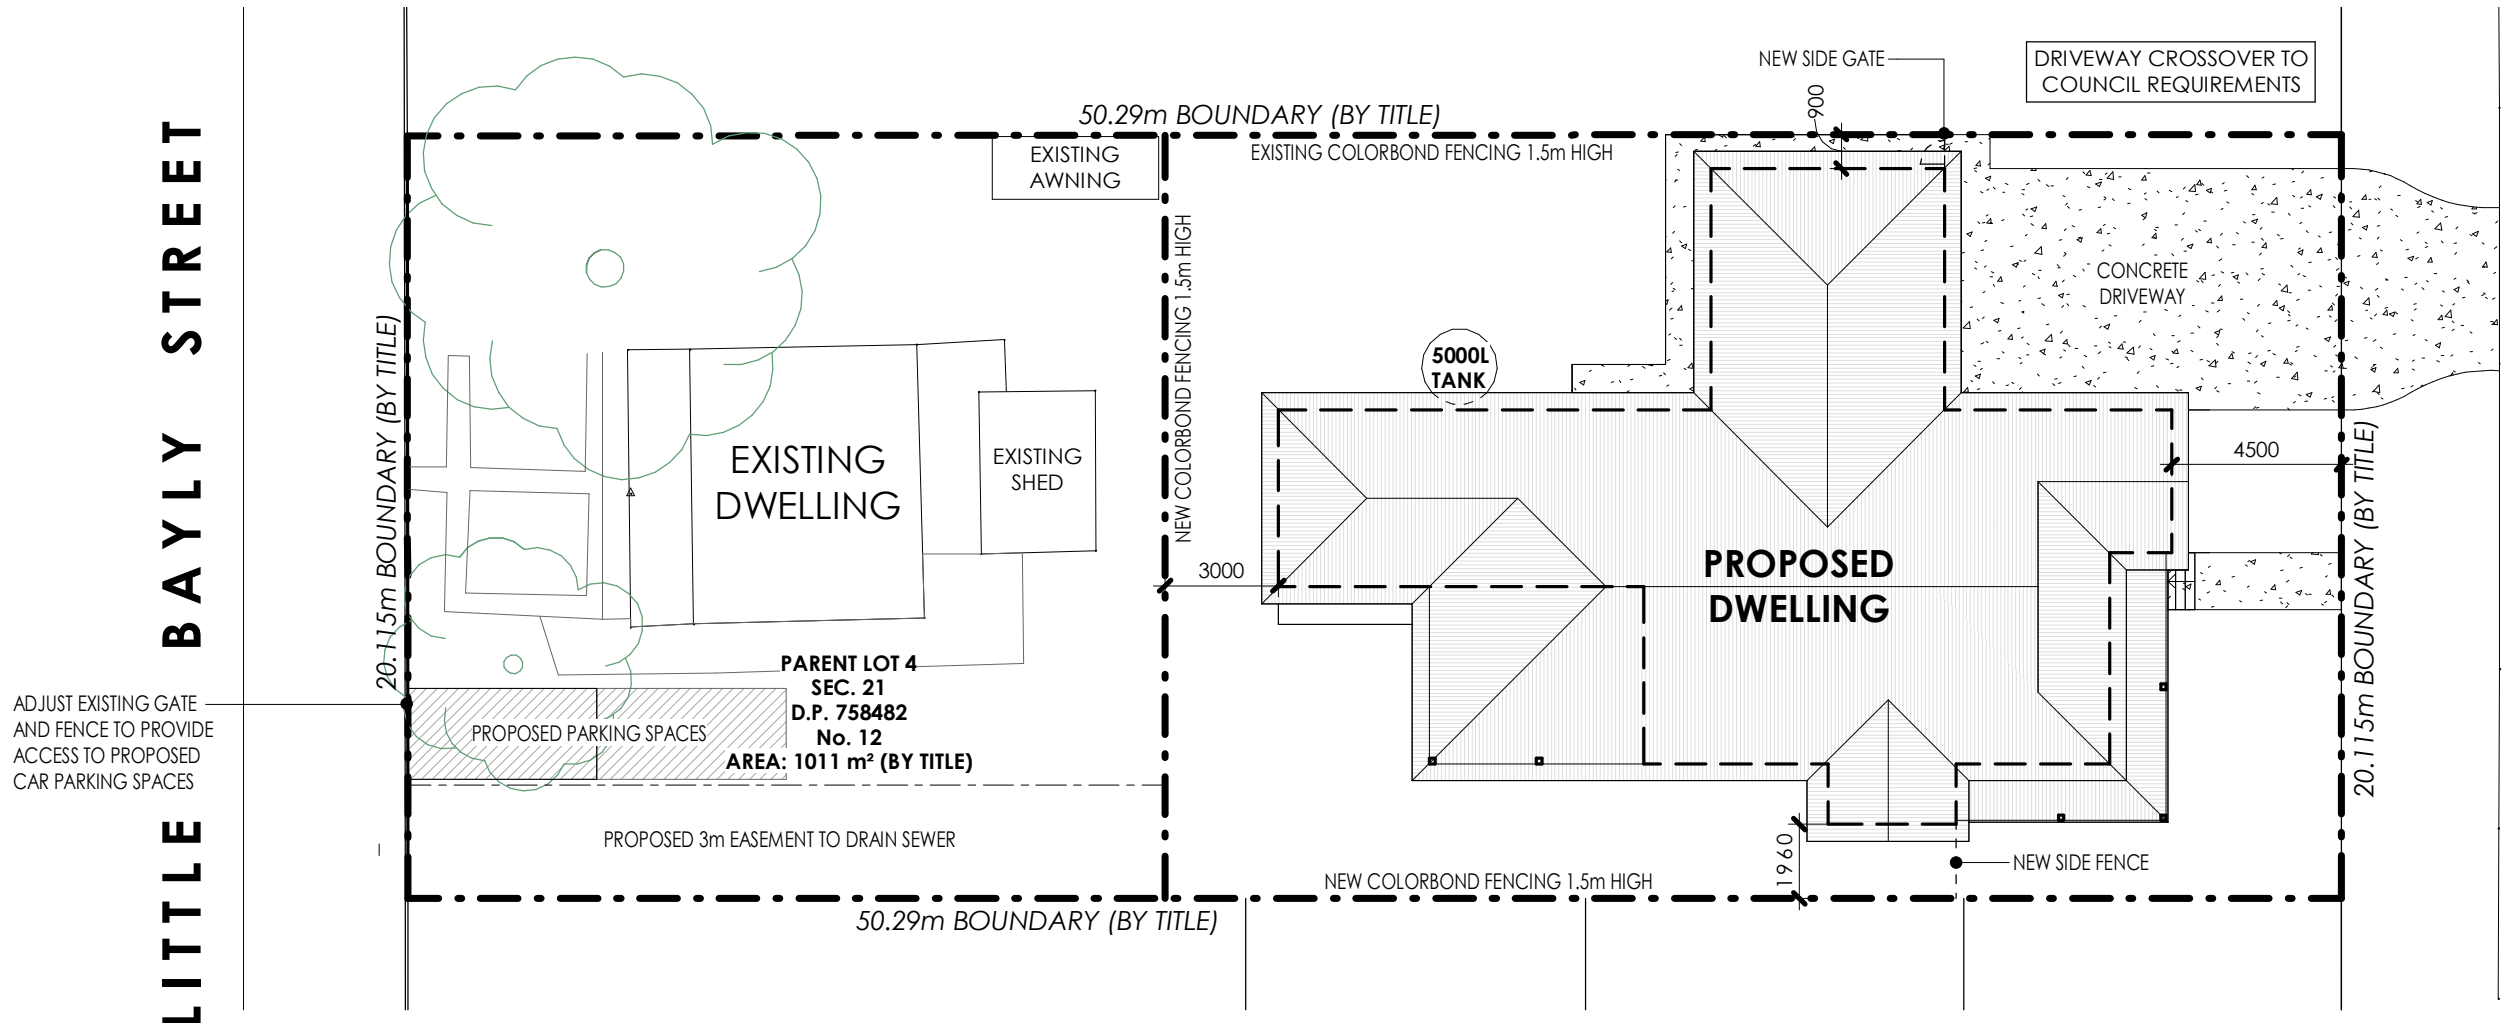 LITTLE BAYLY STREET
ADJUST EXISTING GATE
AND FENCE TO PROVIDE
ACCESS TO PROPOSED
CAR PARKING SPACES
20.115m BOUNDARY (BY TITLE)
50.29m BOUNDARY (BY TITLE)
EXISTING
AWNING
EXISTING COLORBOND FENCING 1.5m HIGH
NEW COLORBOND FENCING 1.5m HIGH
NEW SIDE GATE
900
DRIVEWAY CROSSOVER TO
COUNCIL REQUIREMENTS
CONCRETE
DRIVEWAY
5000L
TANK
EXISTING
DWELLING
EXISTING
SHED
3000
4500
PROPOSED
DWELLING
20.115m BOUNDARY (BY TITLE)
PARENT LOT 4
SEC. 21
D.P. 758482
No. 12
AREA: 1011 m² (BY TITLE)
PROPOSED PARKING SPACES
PROPOSED 3m EASEMENT TO DRAIN SEWER
1960
NEW SIDE FENCE
NEW COLORBOND FENCING 1.5m HIGH
50.29m BOUNDARY (BY TITLE)